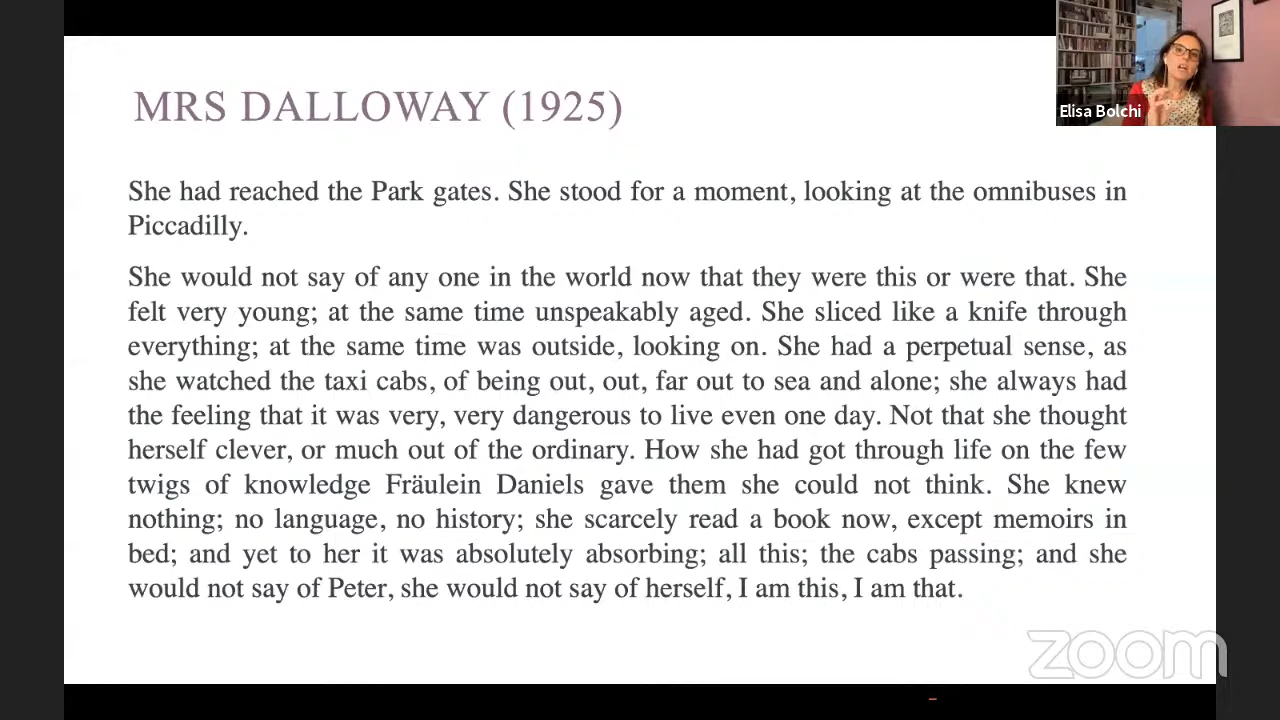 MRS DALLOWAY (1925)
Elisa Bolchi
She had reached the Park gates. She stood for a moment, looking at the omnibuses in
Piccadilly.
She would not say of any one in the world now that they were this or were that. She
felt very young; at the same time unspeakably aged. She sliced like a knife through
everything; at the same time was outside, looking on. She had a perpetual sense, as
she watched the taxi cabs, of being out, out, far out to sea and alone; she always had
the feeling that it was very, very dangerous to live even one day. Not that she thought
herself clever, or much out of the ordinary. How she had got through life on the few
twigs of knowledge Fräulein Daniels gave them she could not think. She knew
nothing; no language, no history; she scarcely read a book now, except memoirs in
bed; and yet to her it was absolutely absorbing; all this; the cabs passing; and she
would not say of Peter, she would not say of herself, I am this, I am that.
zoom